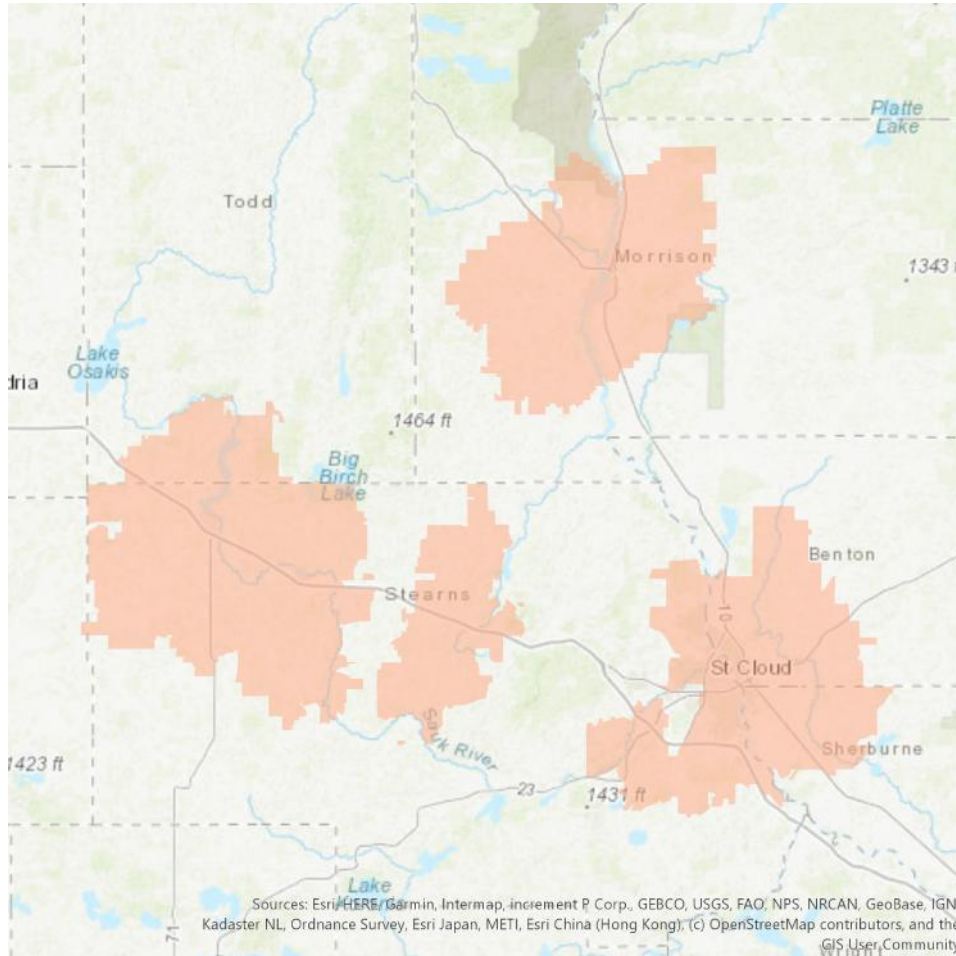 Platte
Lake
Todd
Morrison
1343 f
Lake
Osakis
dria
1464 ft
Big
Birch
Lake
Benton
Stearns
10
St Cloud
Sauk River
Sherburne
1423 ft
23
1431 ft
Lake
71
Sources: Esri, HERE, Garmin, Intermap, increment P Corp., GEBCO, USGS, FAO, NPS, NRCAN, GeoBase, IGN
Kadaster NL, Ordnance Survey, Esri Japan, METI, Esri China (Hong Kong), (c) OpenStreetMap contributors, and the
GIS User Community
Wright